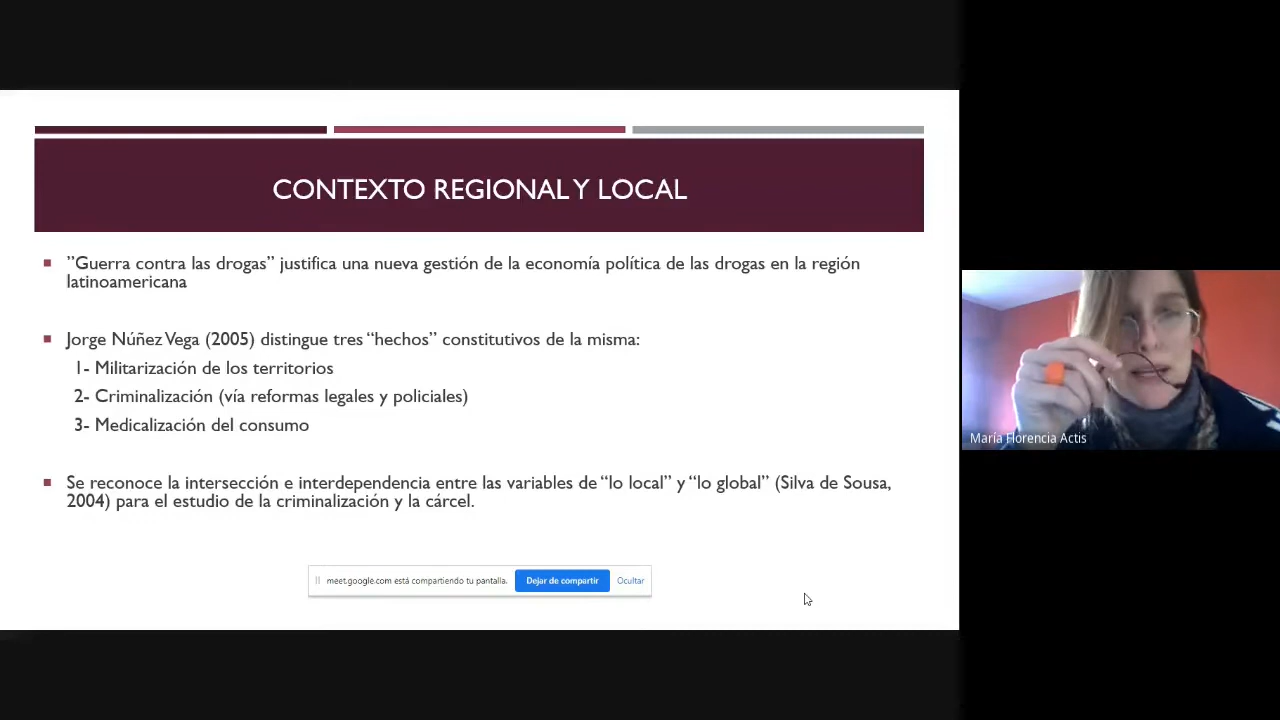 CONTEXTO REGIONAL Y LOCAL
”Guerra contra las drogas” justifica una nueva gestión de la economía política de las drogas en la región
latinoamericana
Jorge Núñez Vega (2005) distingue tres “hechos” constitutivos de la misma:
1- Militarización de los territorios
2- Criminalización (vía reformas legales y policiales)
3- Medicalización del consumo
Se reconoce la intersección e interdependencia entre las variables de “lo local” y “lo global” (Silva de Sousa,
2004) para el estudio de la criminalización y la cárcel.
meet.google.com está compartiendo tu pantalla. Dejar de compartir Ocultar
María Florencia Actis